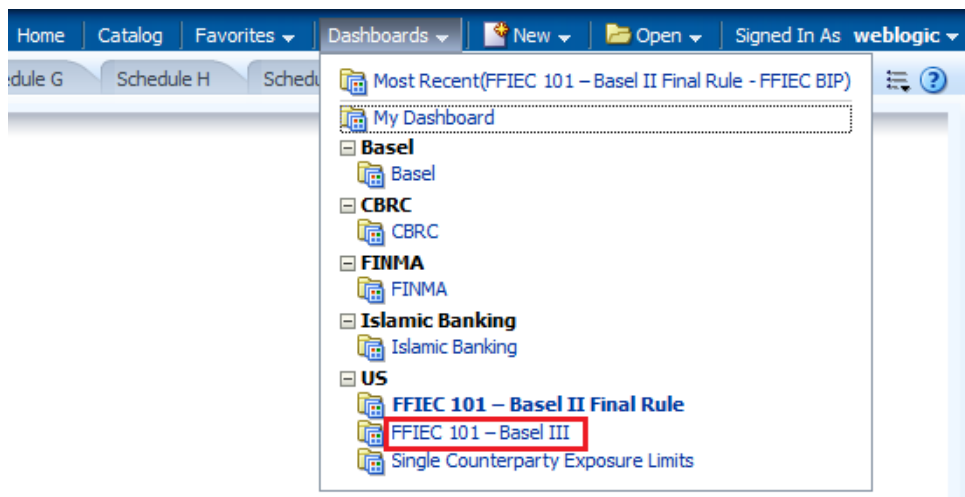 Home Catalog Favorites Dashboards New Open Signed In As weblogic
dule G Schedule H Schedu
Most Recent(FFIEC 101 – Basel II Final Rule - FFIEC BIP)
My Dashboard
Basel
Basel
CBRC
CBRC
FINMA
FINMA
Islamic Banking
Islamic Banking
US
FFIEC 101 – Basel II Final Rule
FFIEC 101 – Basel III
Single Counterparty Exposure Limits